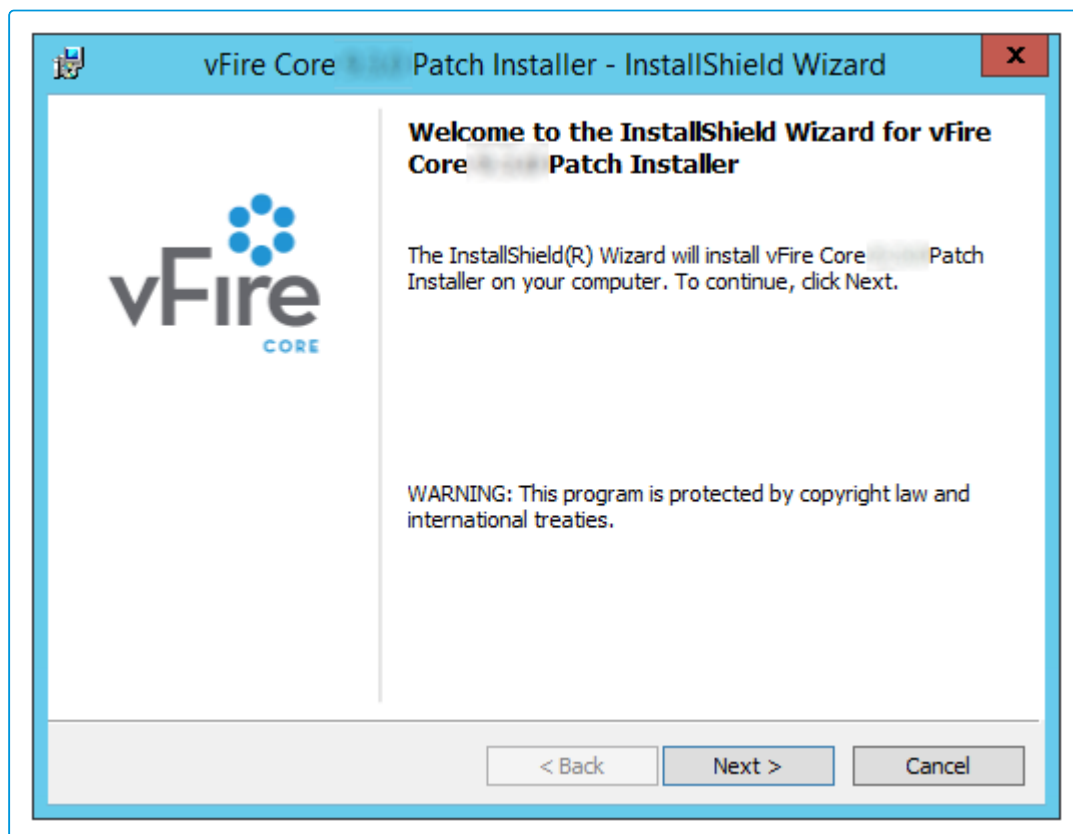 vFire Core Patch Installer - InstallShield Wizard
x
Welcome to the InstallShield Wizard for vFire
Core Patch Installer
The InstallShield(R) Wizard will install vFire Core Patch
Installer on your computer. To continue, click Next.
vFire
CORE
WARNING: This program is protected by copyright law and
international treaties.
< Back
Next >
Cancel